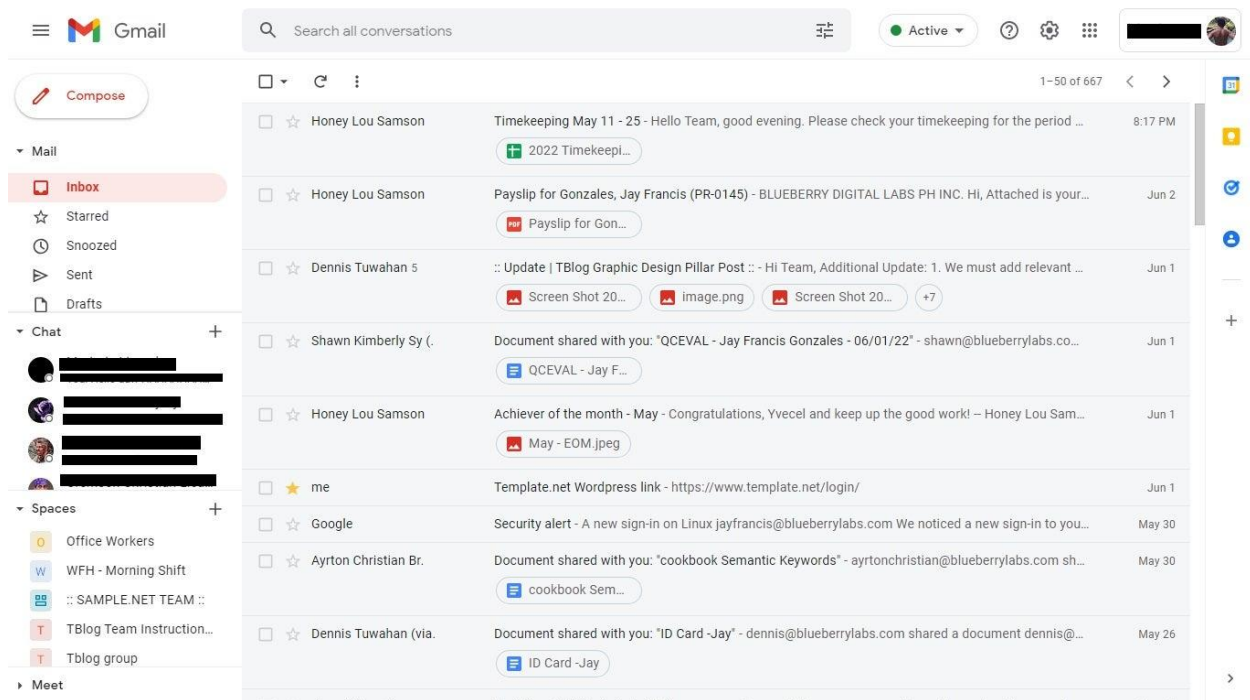 Gmail
Search all conversations
Active
Compose
1–50 of 667
Mail
Inbox
Starred
Snoozed
Sent
Drafts
Chat
Spaces
Office Workers
WFH - Morning Shift
:: SAMPLE.NET TEAM ::
TBlog Team Instruction...
Tblog group
Meet
Honey Lou Samson Timekeeping May 11 - 25 - Hello Team, good evening. Please check your timekeeping for the period ... 8:17 PM
2022 Timekeepi...
Honey Lou Samson Payslip for Gonzales, Jay Francis (PR-0145) - BLUEBERRY DIGITAL LABS PH INC. Hi, Attached is your... Jun 2
PDF Payslip for Gon...
Dennis Tuwahan 5 :: Update | TBlog Graphic Design Pillar Post :: - Hi Team, Additional Update: 1. We must add relevant ... Jun 1
Screen Shot 20... image.png Screen Shot 20... +7
Shawn Kimberly Sy (. Document shared with you: "QCEVAL - Jay Francis Gonzales - 06/01/22" - shawn@blueberrylabs.co... Jun 1
QCEVAL - Jay F...
Honey Lou Samson Achiever of the month - May - Congratulations, Yvecel and keep up the good work! -- Honey Lou Sam... Jun 1
May - EOM.jpeg
me Template.net Wordpress link - https://www.template.net/login/ Jun 1
Google Security alert - A new sign-in on Linux jayfrancis@blueberrylabs.com We noticed a new sign-in to you... May 30
Ayrton Christian Br. Document shared with you: "cookbook Semantic Keywords" - ayrtonchristian@blueberrylabs.com sh... May 30
cookbook Sem...
Dennis Tuwahan (via. Document shared with you: "ID Card -Jay" - dennis@blueberrylabs.com shared a document dennis@... May 26
ID Card -Jay
31
O
W
T
T